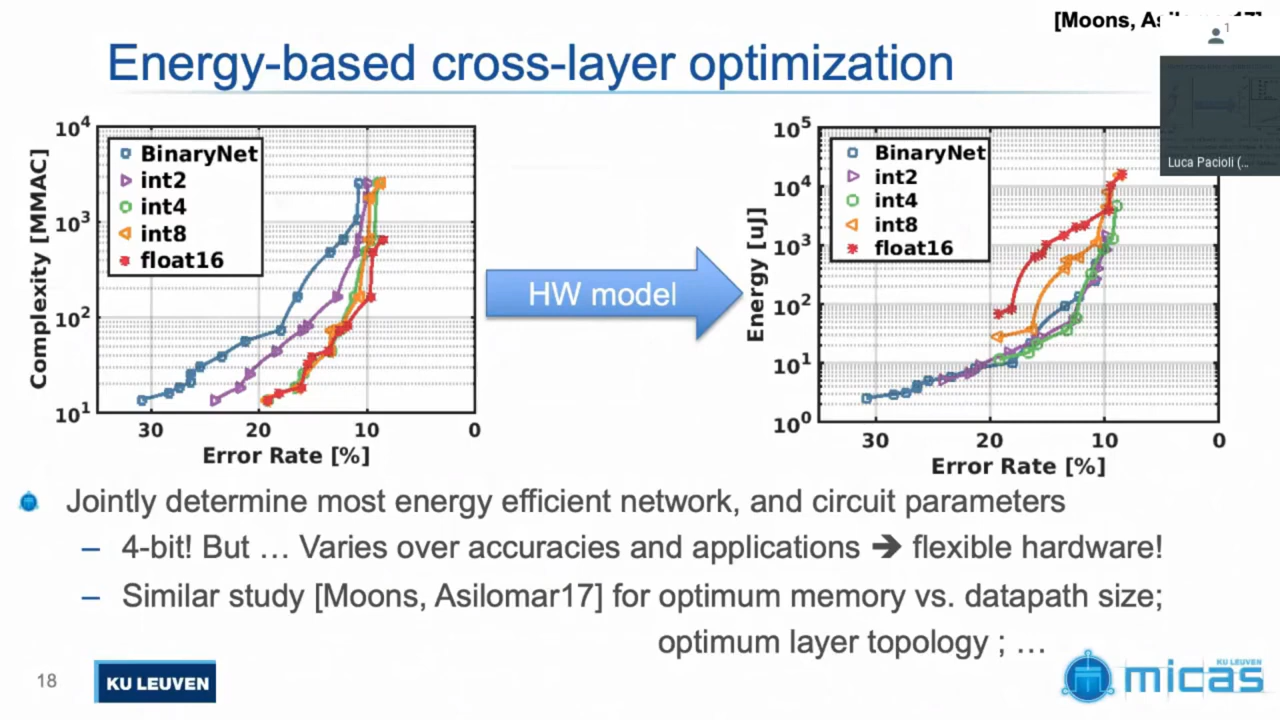 [Moons,
1
Energy-based cross-layer optimization
Luca Pacioli (...
10⁴
10³
10²
10¹
Complexity [MMAC]
BinaryNet
int2
int4
int8
float16
30 20 10 0
Error Rate [%]
HW model
10⁵
10⁴
10³
10²
10¹
10⁰
Energy [uJ]
BinaryNet
int2
int4
int8
float16
30 20 10 0
Error Rate [%]
Jointly determine most energy efficient network, and circuit parameters
– 4-bit! But … Varies over accuracies and applications ➔ flexible hardware!
– Similar study [Moons, Asilomar17] for optimum memory vs. datapath size;
optimum layer topology ; …
18
KU LEUVEN
KU LEUVEN
micas